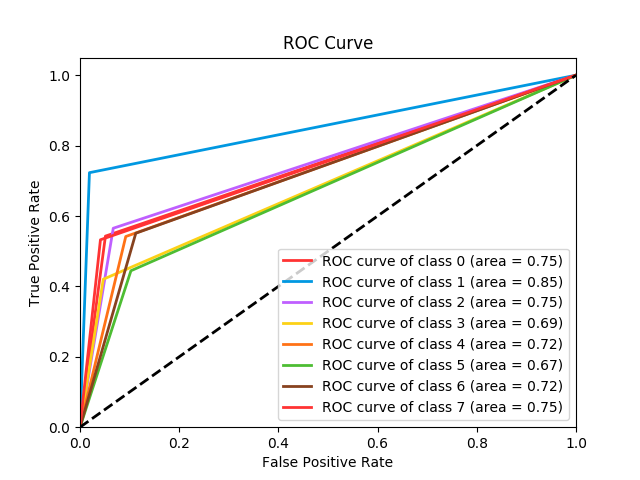 ROC Curve
1.0
0.8
0.6
0.4
0.2
0.0
True Positive Rate
ROC curve of class 0 (area = 0.75)
ROC curve of class 1 (area = 0.85)
ROC curve of class 2 (area = 0.75)
ROC curve of class 3 (area = 0.69)
ROC curve of class 4 (area = 0.72)
ROC curve of class 5 (area = 0.67)
ROC curve of class 6 (area = 0.72)
ROC curve of class 7 (area = 0.75)
0.0 0.2 0.4 0.6 0.8 1.0
False Positive Rate